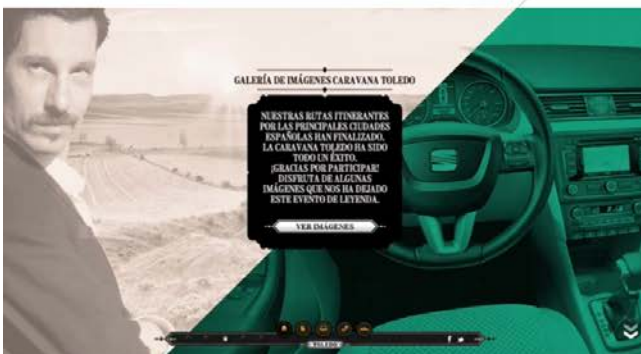 GALERÍA DE IMÁGENES CARAVANA TOLEDO
NUESTRAS RUTAS ITINERANTES
POR LAS PRINCIPALES CIUDADES
ESPAÑOLAS HAN FINALIZADO.
LA CARAVANA TOLEDO HA SIDO
TODO UN ÉXITO.
¡GRACIAS POR PARTICIPAR!
DISFRUTA DE ALGUNAS
IMÁGENES QUE NOS HA DEJADO
ESTE EVENTO DE LEYENDA.
VER IMÁGENES
TOLEDO